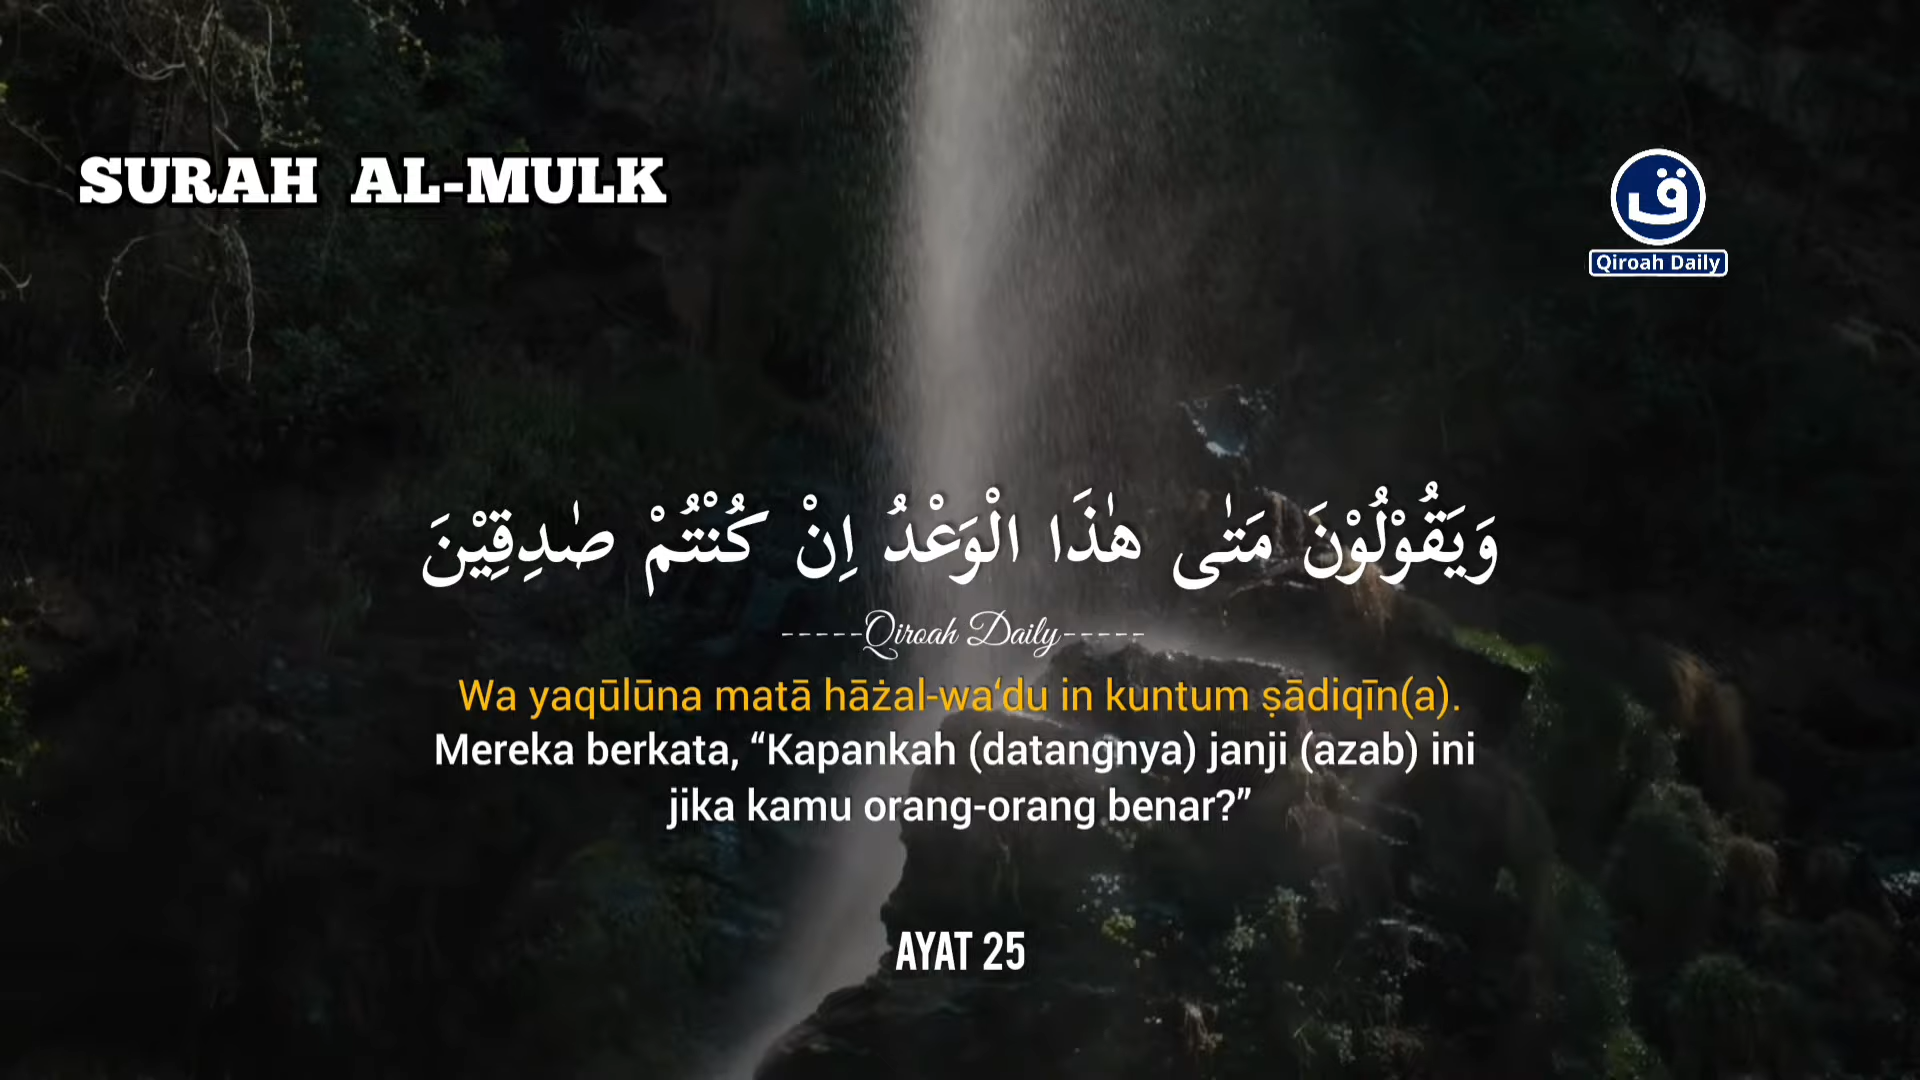 SURAH AL-MULK
ق
Qiroah Daily
وَيَقُوْلُوْنَ مَتٰى هٰذَا الْوَعْدُ اِنْ كُنْتُمْ صٰدِقِيْنَ
-----Qiroah Daily-----
Wa yaqūlūna matā hāżal-wa‘du in kuntum ṣādiqīn(a).
Mereka berkata, “Kapankah (datangnya) janji (azab) ini
jika kamu orang-orang benar?”
AYAT 25